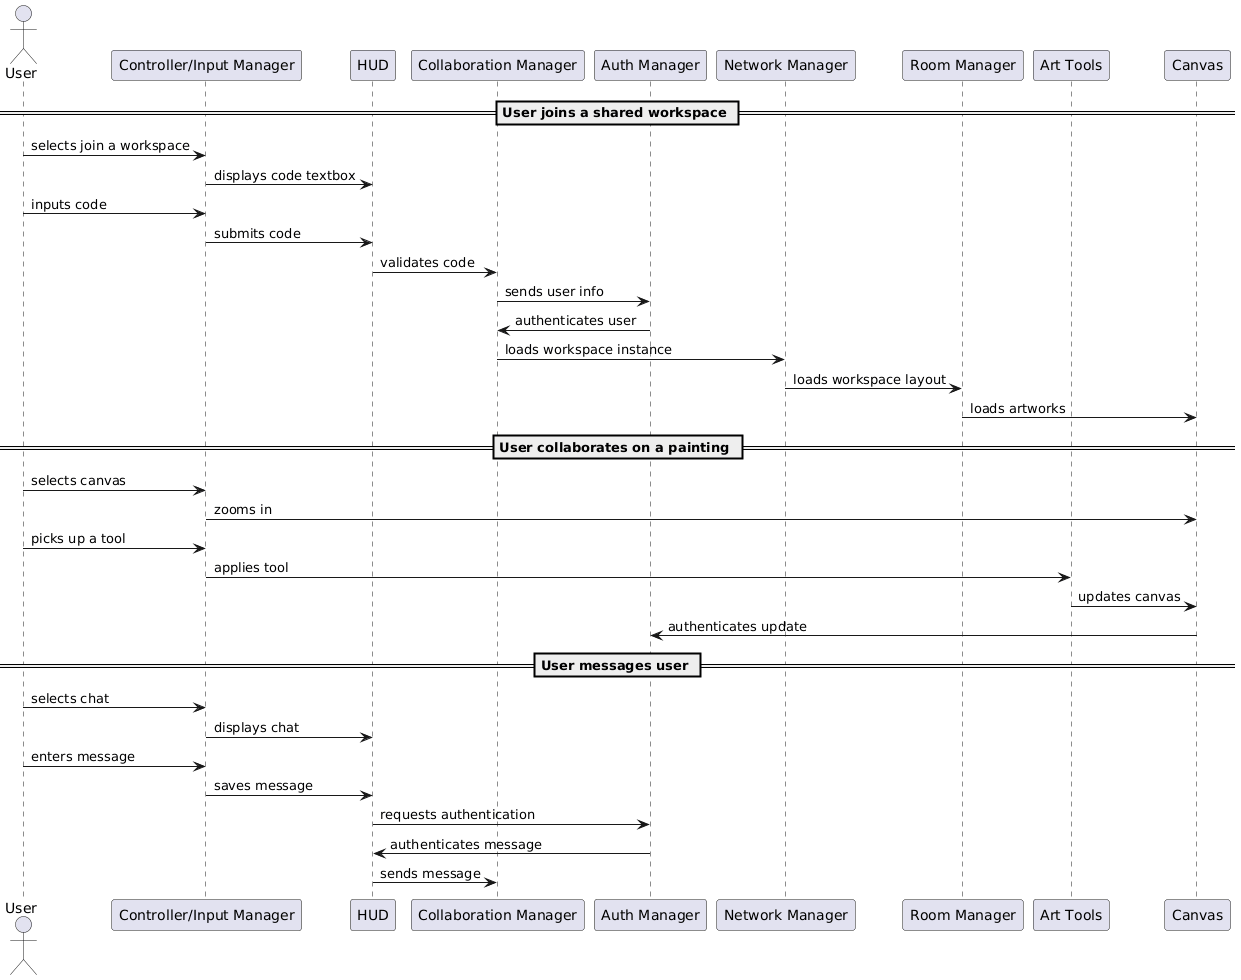 User
Controller/Input Manager
HUD
Collaboration Manager
Auth Manager
Network Manager
Room Manager
Art Tools
Canvas
User joins a shared workspace
selects join a workspace
displays code textbox
inputs code
submits code
validates code
sends user info
authenticates user
loads workspace instance
loads workspace layout
loads artworks
User collaborates on a painting
selects canvas
zooms in
picks up a tool
applies tool
updates canvas
authenticates update
User messages user
selects chat
displays chat
enters message
saves message
requests authentication
authenticates message
sends message
User
Controller/Input Manager
HUD
Collaboration Manager
Auth Manager
Network Manager
Room Manager
Art Tools
Canvas